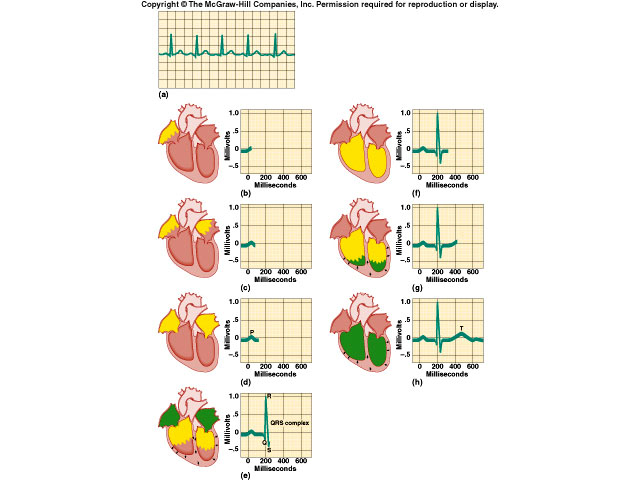 Copyright © The McGraw-Hill Companies, Inc. Permission required for reproduction or display.
(a)
1.0
.5
0
–.5
Millivolts
0 200 400 600
Milliseconds
(b)
1.0
.5
0
–.5
Millivolts
0 200 400 600
Milliseconds
(c)
1.0
.5
0
–.5
Millivolts
P
0 200 400 600
Milliseconds
(d)
1.0
.5
0
–.5
Millivolts
R
QRS complex
Q
S
0 200 400 600
Milliseconds
(e)
1.0
.5
0
–.5
Millivolts
0 200 400 600
Milliseconds
(f)
1.0
.5
0
–.5
Millivolts
0 200 400 600
Milliseconds
(g)
1.0
.5
0
–.5
Millivolts
T
0 200 400 600
Milliseconds
(h)